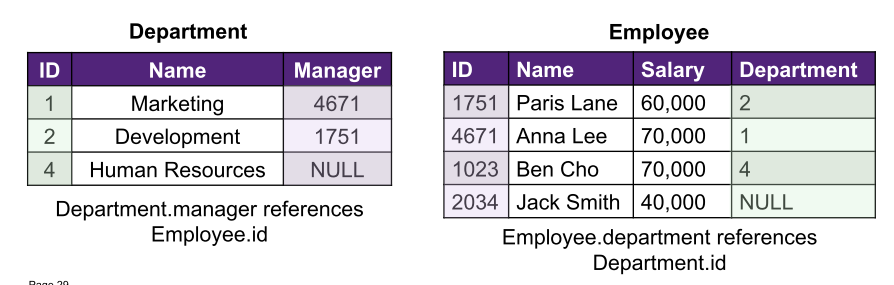 Department
ID Name Manager
1 Marketing 4671
2 Development 1751
4 Human Resources NULL
Department.manager references
Employee.id
Employee
ID Name Salary Department
1751 Paris Lane 60,000 2
4671 Anna Lee 70,000 1
1023 Ben Cho 70,000 4
2034 Jack Smith 40,000 NULL
Employee.department references
Department.id
Page 29